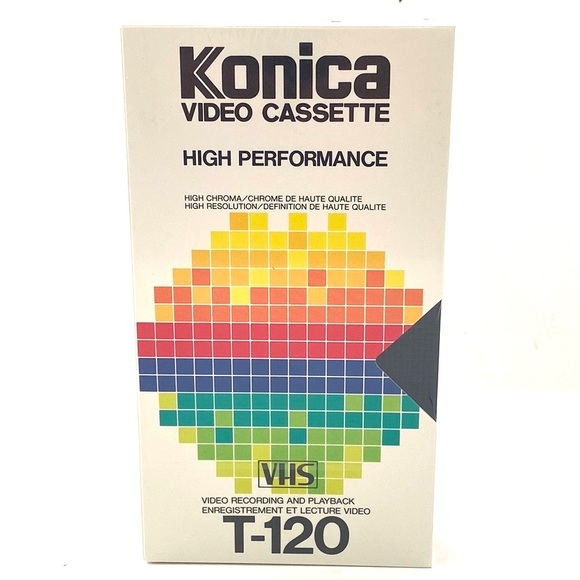 Konica
VIDEO CASSETTE
HIGH PERFORMANCE
HIGH CHROMA/CHROME DE HAUTE QUALITE
HIGH RESOLUTION/DEFINITION DE HAUTE QUALITE
VHS
VIDEO RECORDING AND PLAYBACK
ENREGISTREMENT ET LECTURE VIDEO
T-120